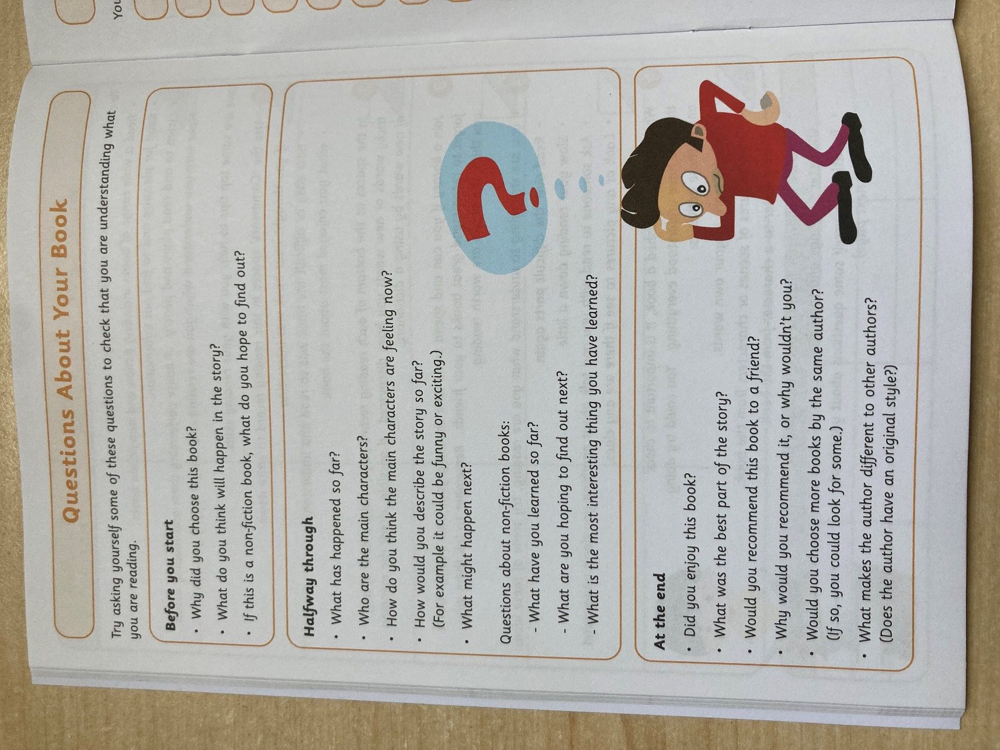 Questions About Your Book
Try asking yourself some of these questions to check that you are understanding what
you are reading.
Before you start
• Why did you choose this book?
• What do you think will happen in the story?
• If this is a non-fiction book, what do you hope to find out?
Halfway through
• What has happened so far?
• Who are the main characters?
• How do you think the main characters are feeling now?
• How would you describe the story so far?
(For example it could be funny or exciting.)
• What might happen next?
Questions about non-fiction books:
- What have you learned so far?
- What are you hoping to find out next?
- What is the most interesting thing you have learned?
?
At the end
• Did you enjoy this book?
• What was the best part of the story?
• Would you recommend this book to a friend?
• Why would you recommend it, or why wouldn't you?
• Would you choose more books by the same author?
(If so, you could look for some.)
• What makes the author different to other authors?
(Does the author have an original style?)